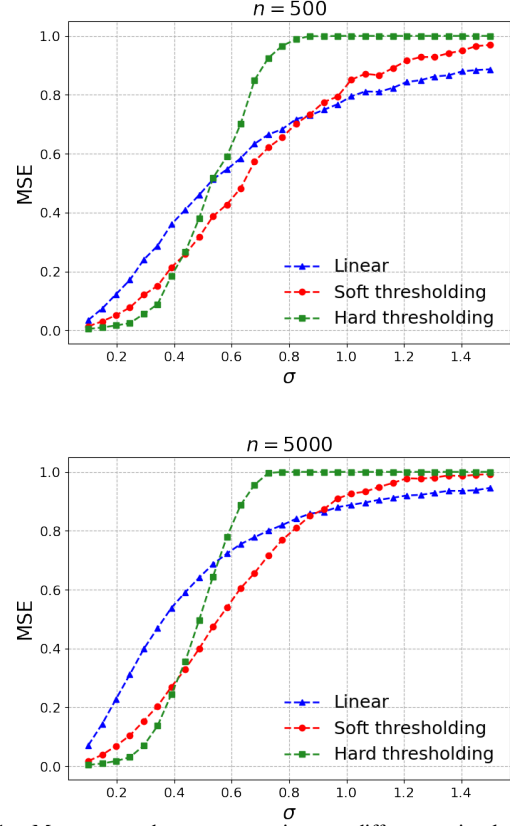 n = 500
1.0
0.8
0.6
0.4
0.2
0.0
MSE
Linear
Soft thresholding
Hard thresholding
0.2 0.4 0.6 0.8 1.0 1.2 1.4
σ
n = 5000
1.0
0.8
0.6
0.4
0.2
0.0
MSE
Linear
Soft thresholding
Hard thresholding
0.2 0.4 0.6 0.8 1.0 1.2 1.4
σ